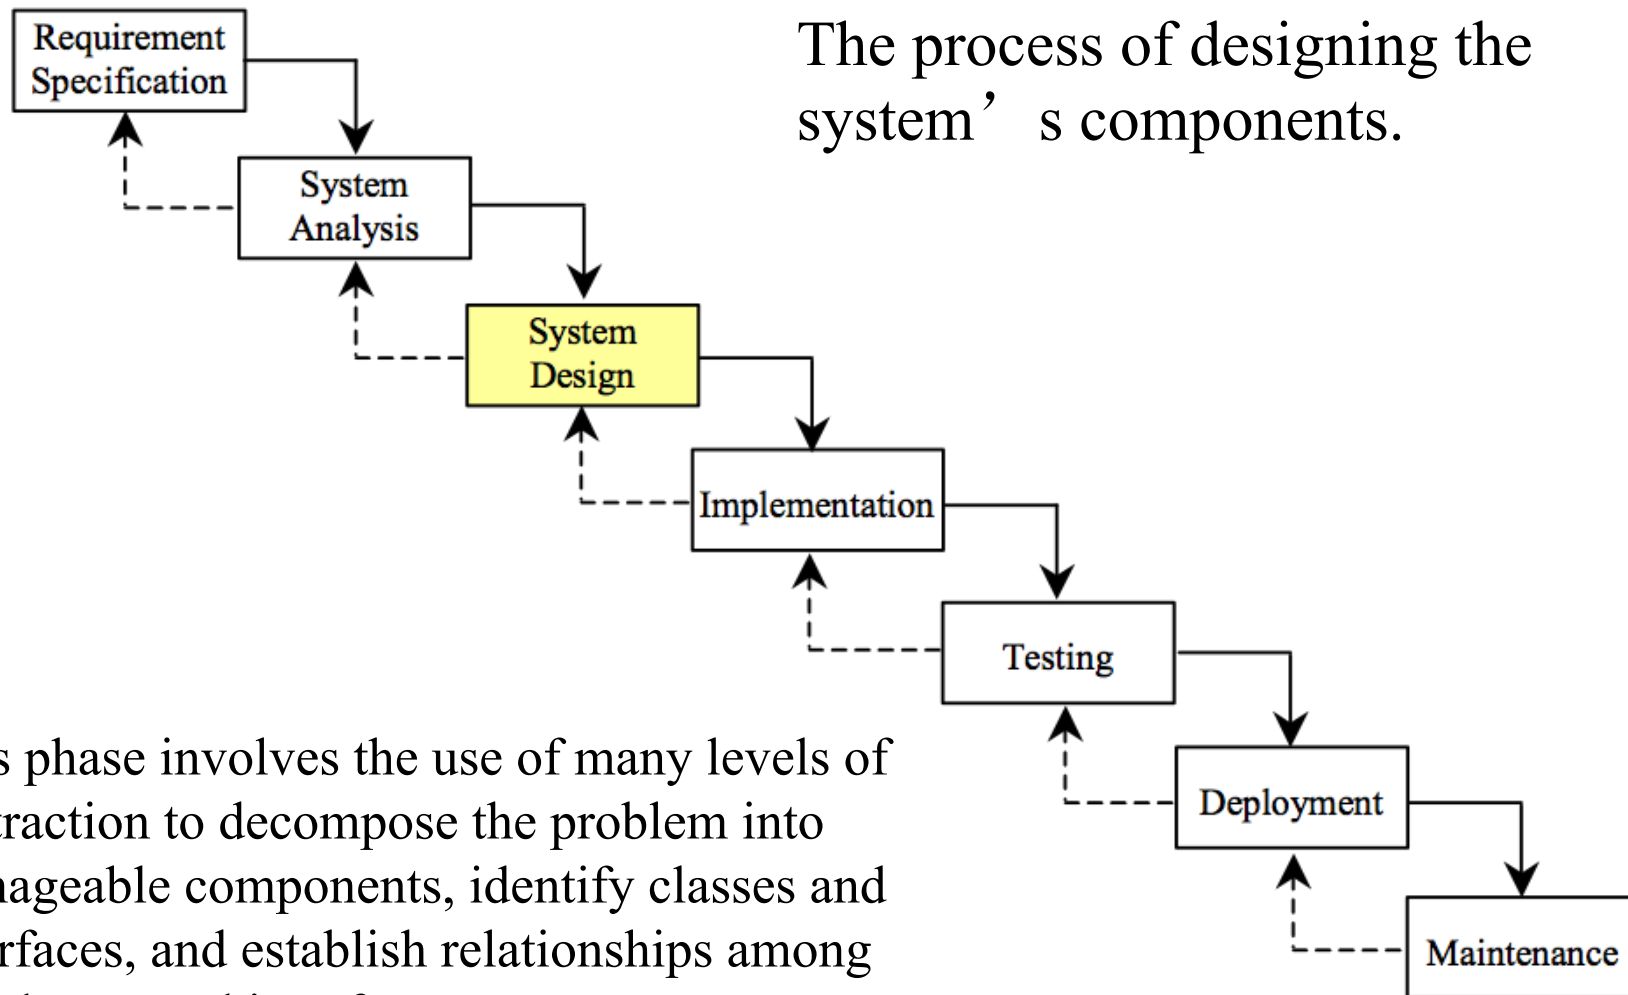 Requirement
Specification
The process of designing the
system’ s components.
System
Analysis
System
Design
Implementation
Testing
s phase involves the use of many levels of
traction to decompose the problem into
nageable components, identify classes and
rfaces, and establish relationships among
Deployment
Maintenance